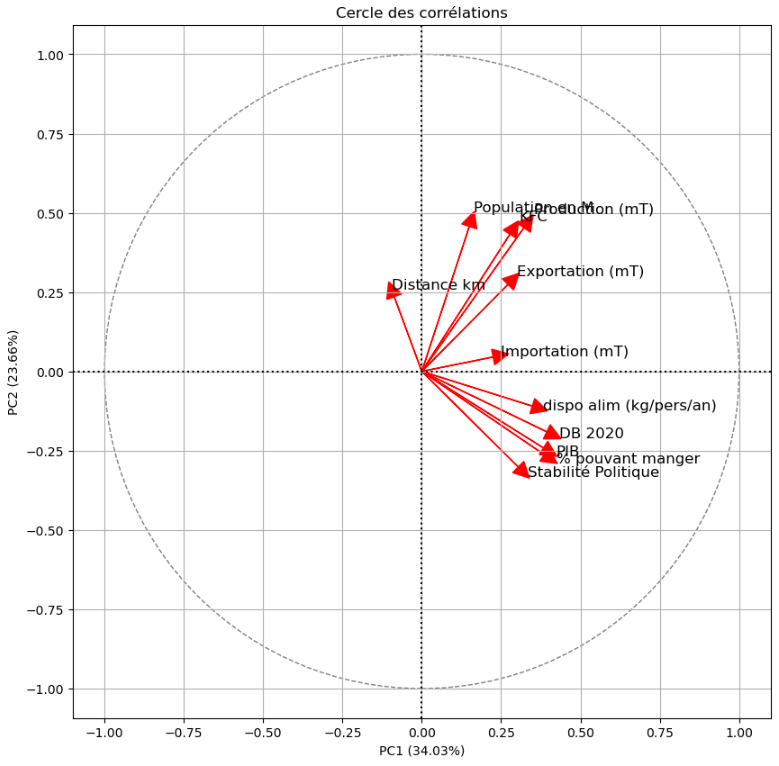 Cercle des corrélations
1.00
0.75
0.50
0.25
0.00
−0.25
−0.50
−0.75
−1.00
PC2 (23.66%)
Population en M
Production (mT)
KFC
Exportation (mT)
Distance km
Importation (mT)
dispo alim (kg/pers/an)
DB 2020
PIB
% pouvant manger
Stabilité Politique
−1.00 −0.75 −0.50 −0.25 0.00 0.25 0.50 0.75 1.00
PC1 (34.03%)